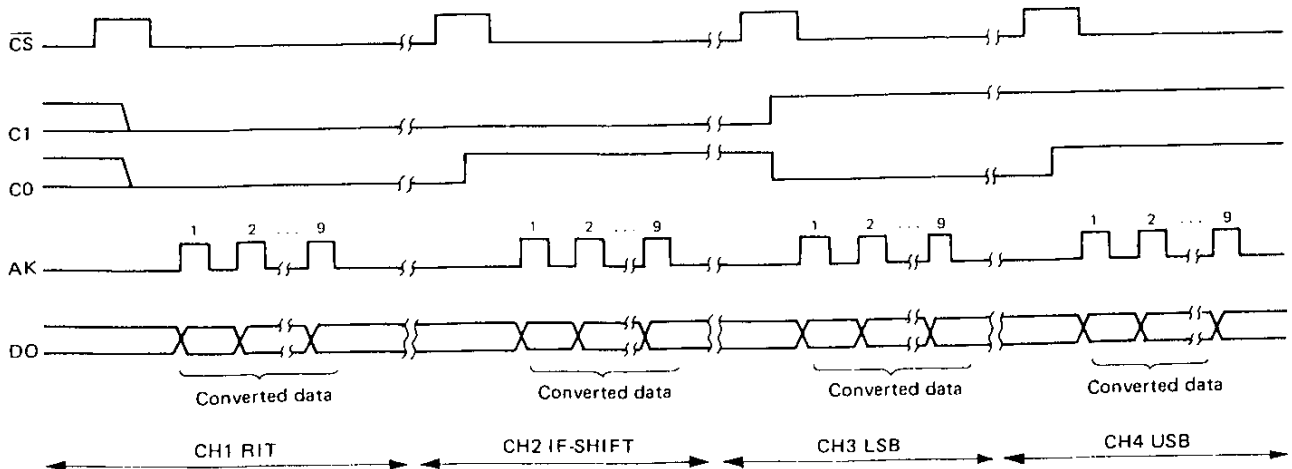 CS
C1
C0
1 2 ... 9 1 2 ... 9 1 2 ... 9 1 2 ... 9
AK
DO
Converted data Converted data Converted data Converted data
CH1 RIT CH2 IF-SHIFT CH3 LSB CH4 USB